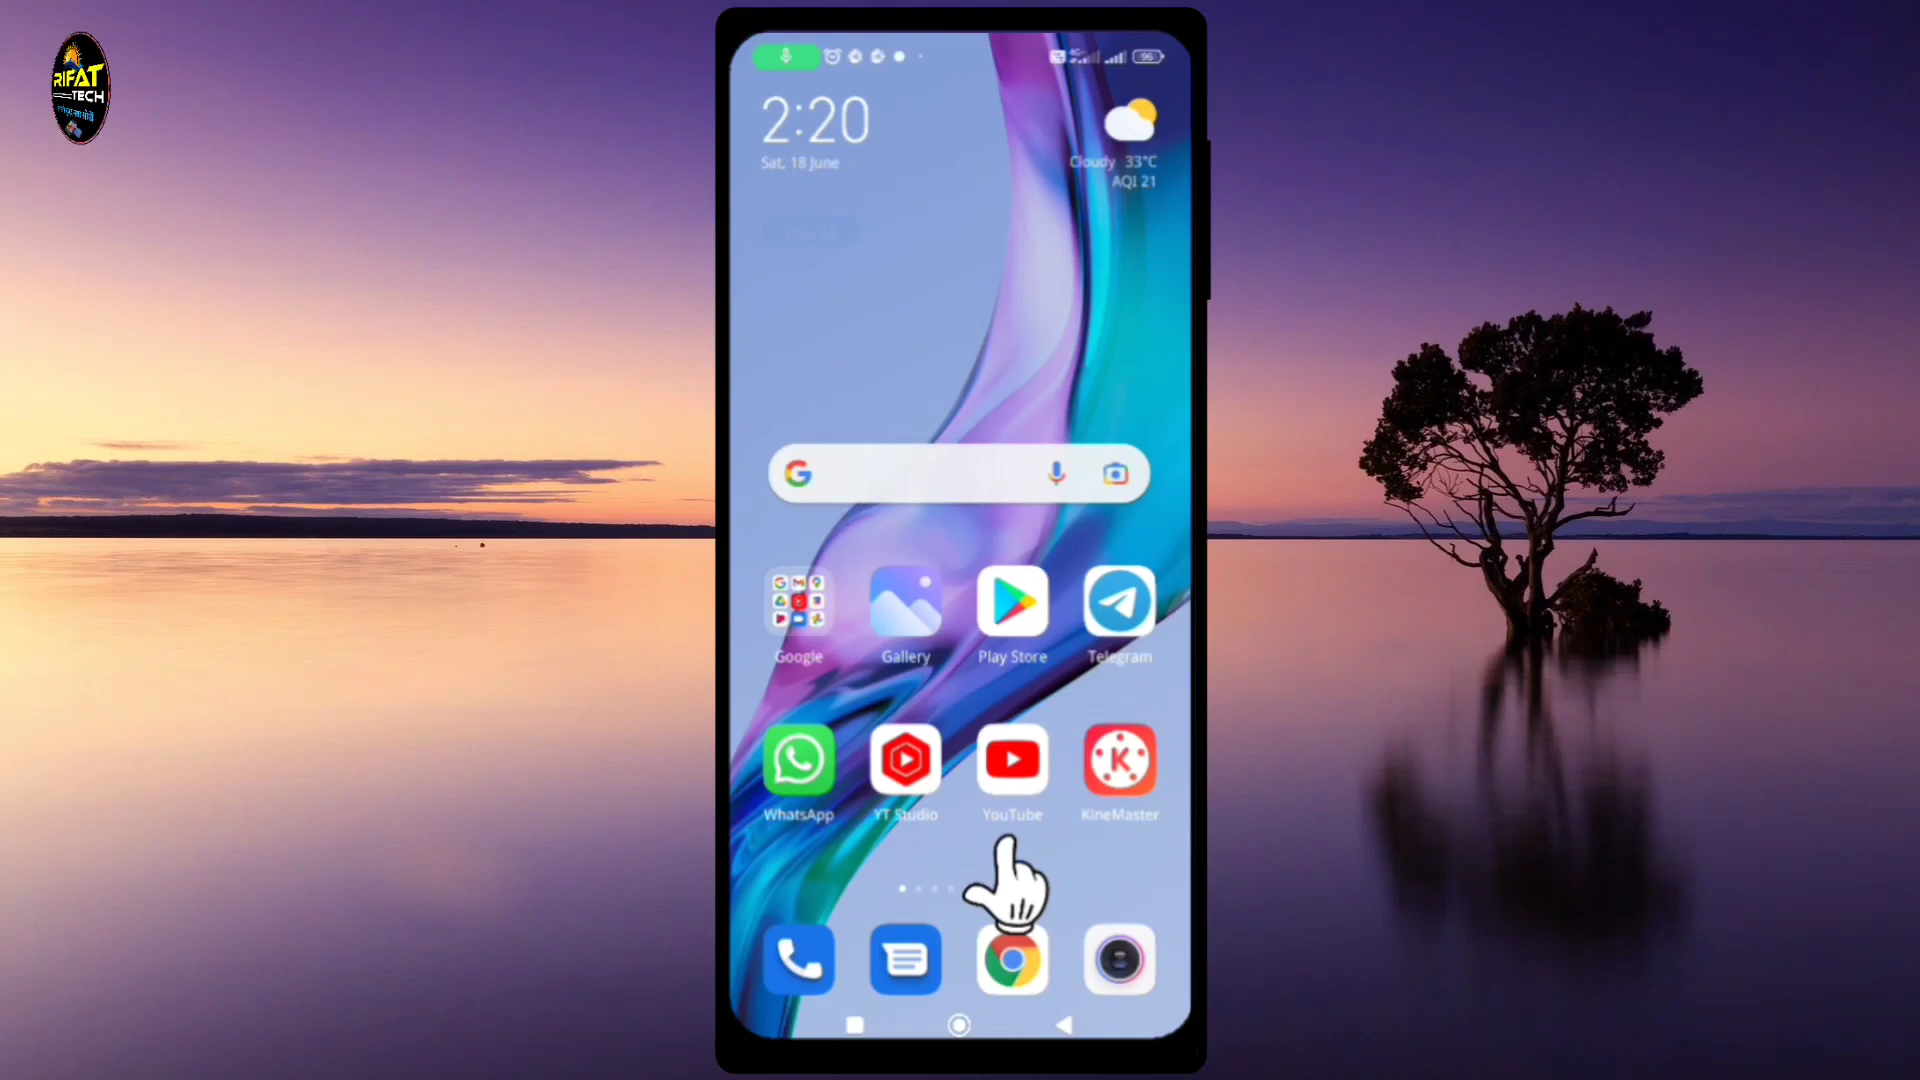 RIFAT
TECH
96
2:20
Sat, 18 June
Cloudy 33°C
AQI 21
Google
Gallery
Play Store
Telegram
WhatsApp
YT Studio
YouTube
KineMaster